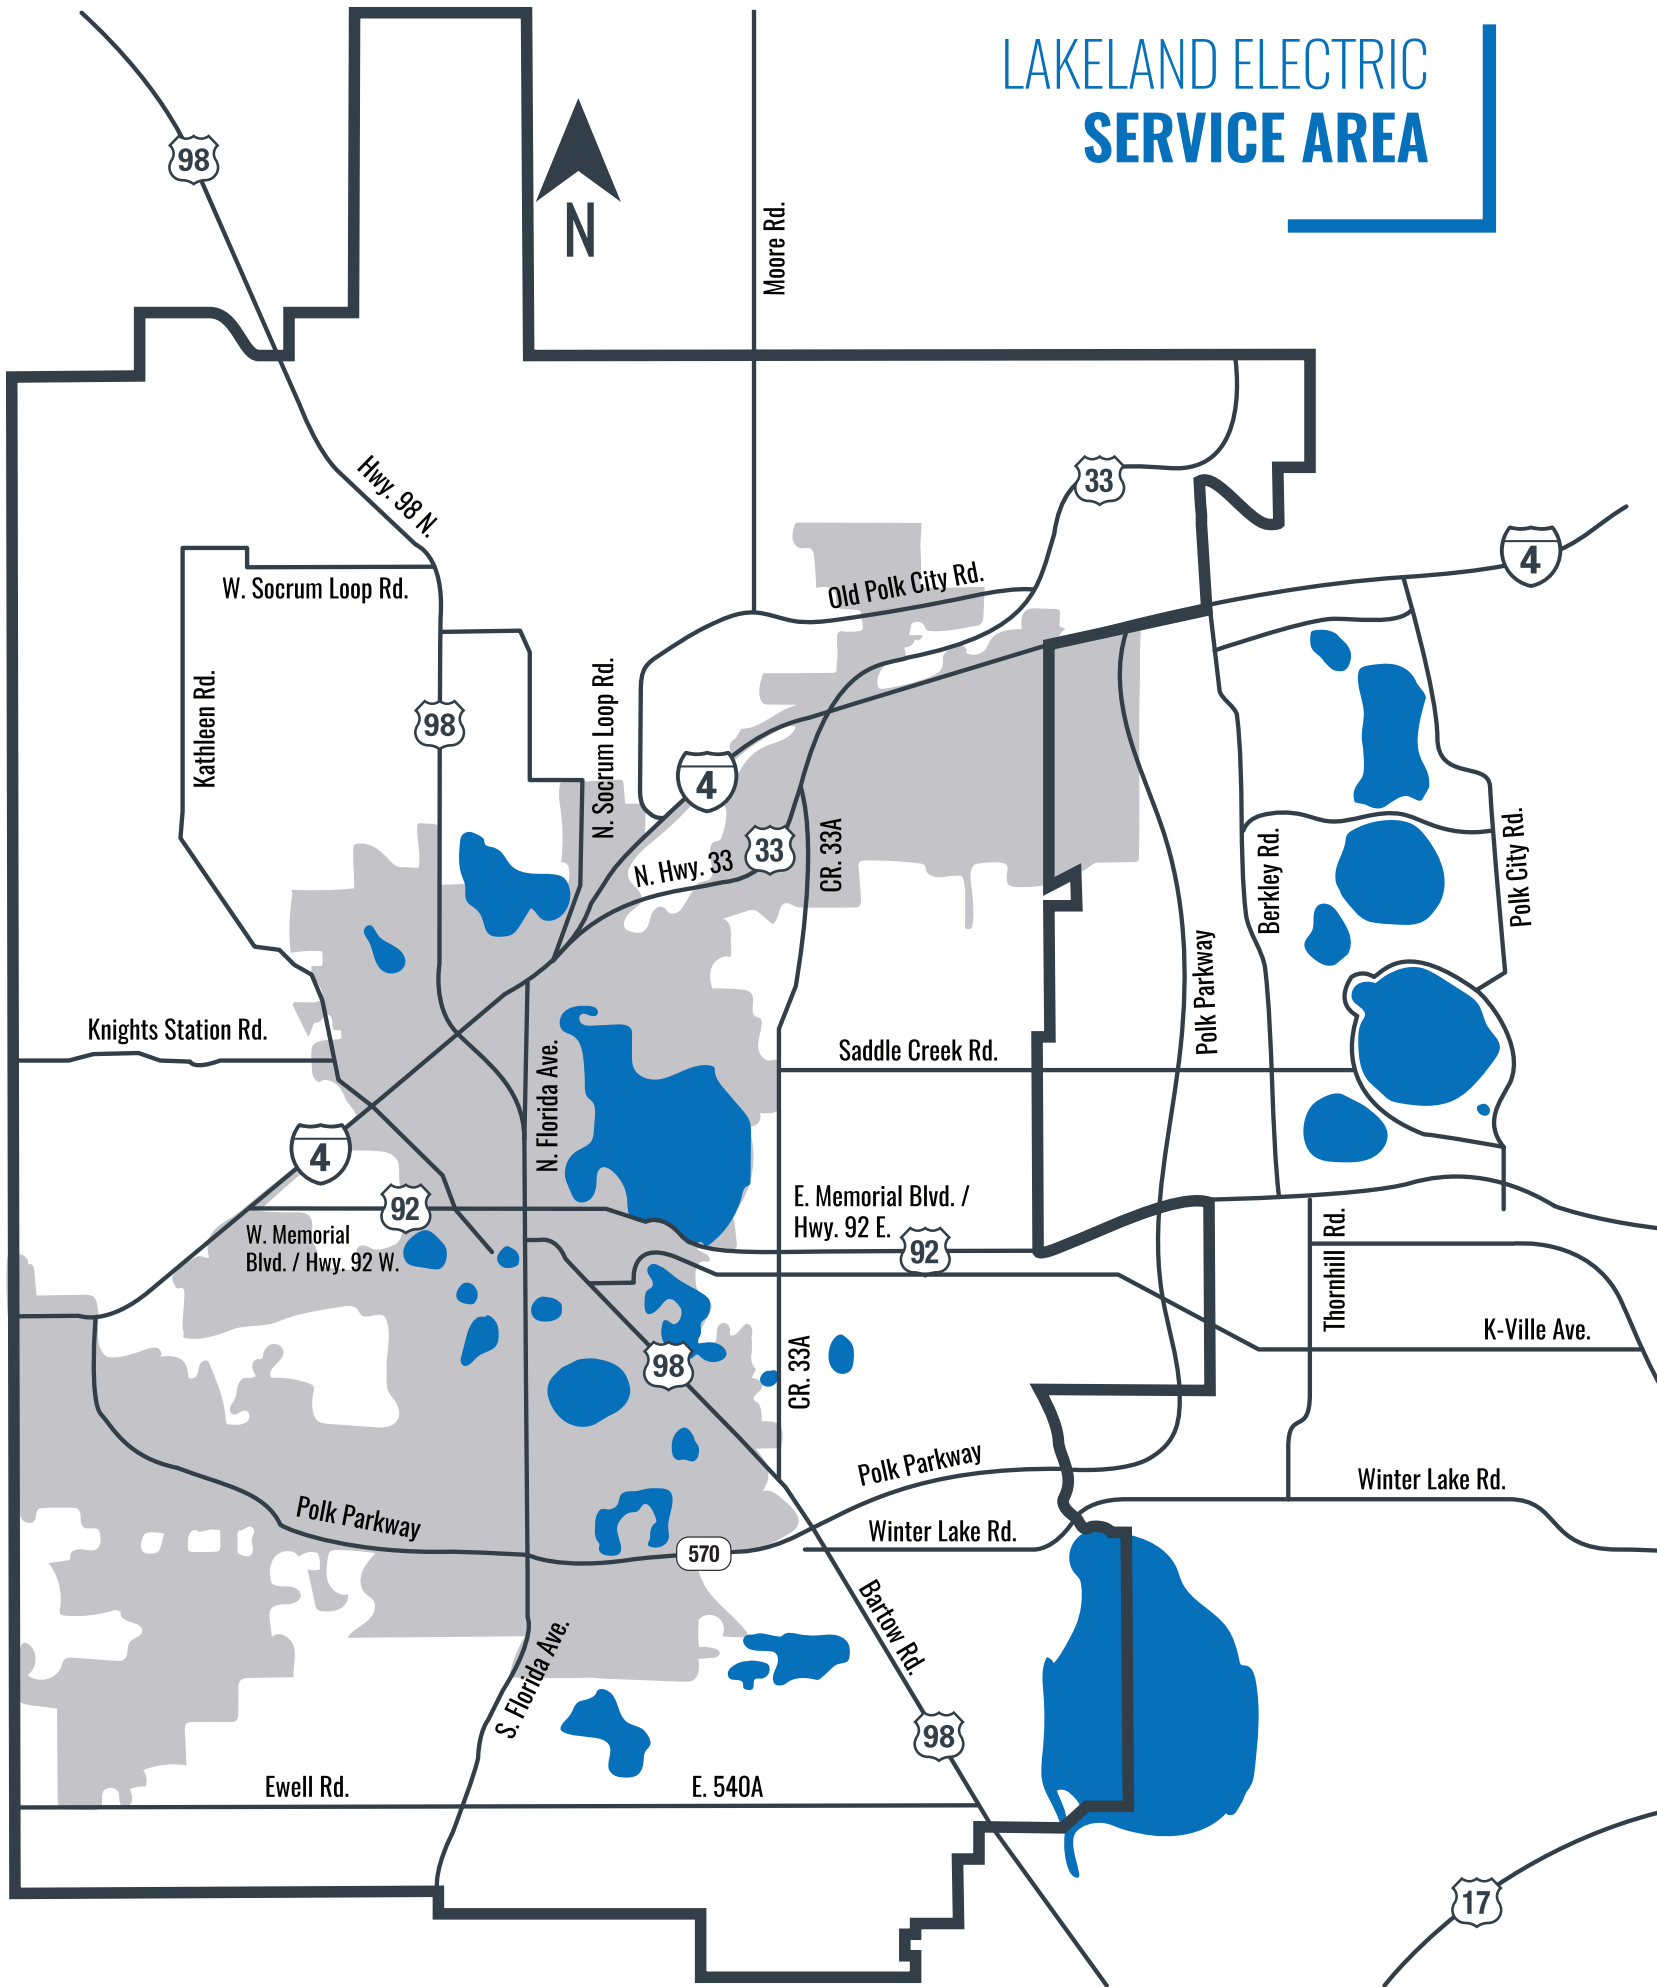 LAKELAND ELECTRIC
SERVICE AREA
98
N
Moore Rd.
Hwy. 98 N.
33
4
W. Socrum Loop Rd.
Old Polk City Rd.
Kathleen Rd.
98
N. Socrum Loop Rd.
4
N. Hwy. 33
33
CR. 33A
Berkley Rd.
Polk City Rd.
Polk Parkway
Knights Station Rd.
N. Florida Ave.
Saddle Creek Rd.
4
92
W. Memorial
Blvd. / Hwy. 92 W.
E. Memorial Blvd. /
Hwy. 92 E.
92
Thornhill Rd.
K-Ville Ave.
98
CR. 33A
Polk Parkway
Polk Parkway
Winter Lake Rd.
Winter Lake Rd.
570
Bartow Rd.
S. Florida Ave.
98
Ewell Rd.
E. 540A
17